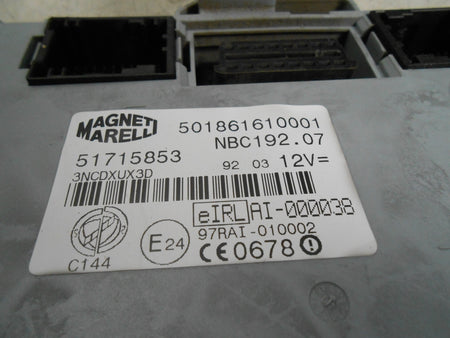 MAGNETI MARELLI
501861610001
NBC192.07
51715853
92 03 12V=
3NCDXUX3D
eIRL AI-000038
97RAI-010002
E24
CE0678
C144